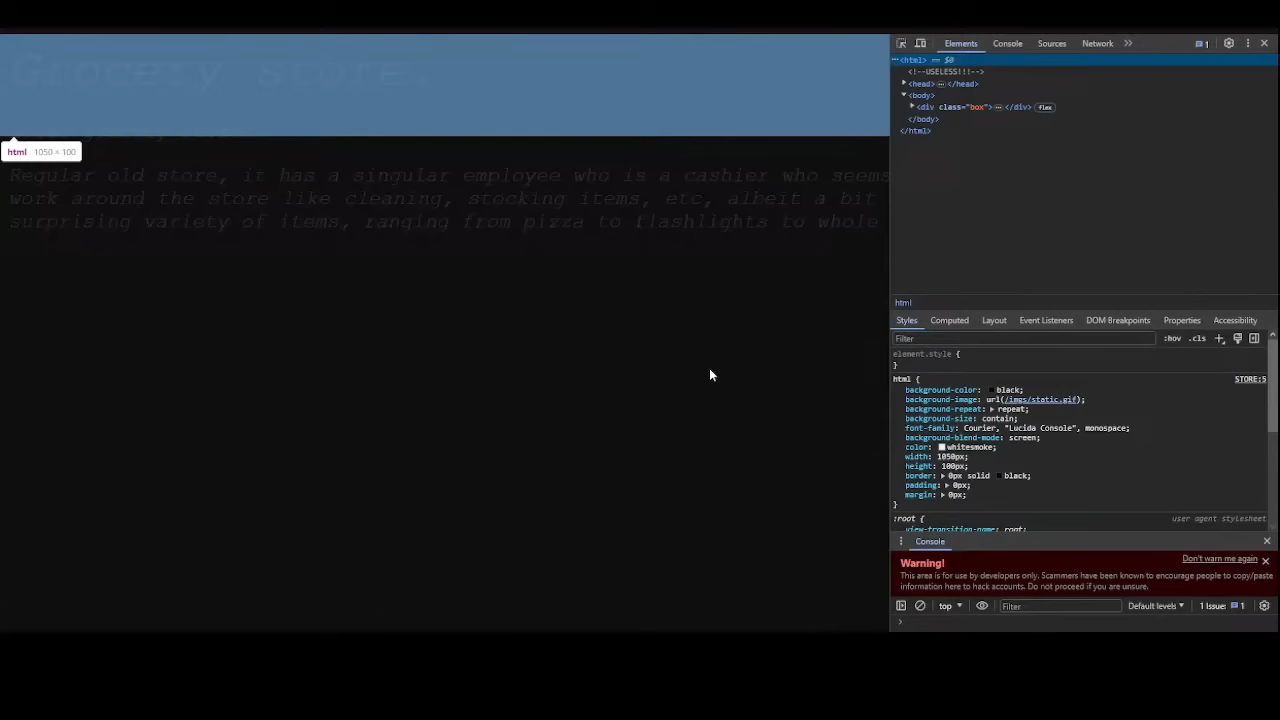 Elements Console Sources Network 1
<html> == $0
<!--USELESS!!!-->
<head> </head>
<body>
<div class="box"> </div> flex
</body>
</html>
html 1050 × 100
Regular old store, it has a singular employee who is a cashier who seems
work around the store like cleaning, stocking items, etc, albeit a bit
surprising variety of items, ranging from pizza to flashlights to whole
html
Styles Computed Layout Event Listeners DOM Breakpoints Properties Accessibility
Filter :hov .cls
element.style {
}
html { STORE:5
background-color: black;
background-image: url(/imgs/static.gif);
background-repeat: repeat;
background-size: contain;
font-family: Courier, "Lucida Console", monospace;
background-blend-mode: screen;
color: whitesmoke;
width: 1050px;
height: 100px;
border: 0px solid black;
padding: 0px;
margin: 0px;
}
:root { user agent stylesheet
view-transition-name: root;
Console
Warning! Don't warn me again
This area is for use by developers only. Scammers have been known to encourage people to copy/paste
information here to hack accounts. Do not proceed if you are unsure.
top Filter Default levels 1 Issue: 1